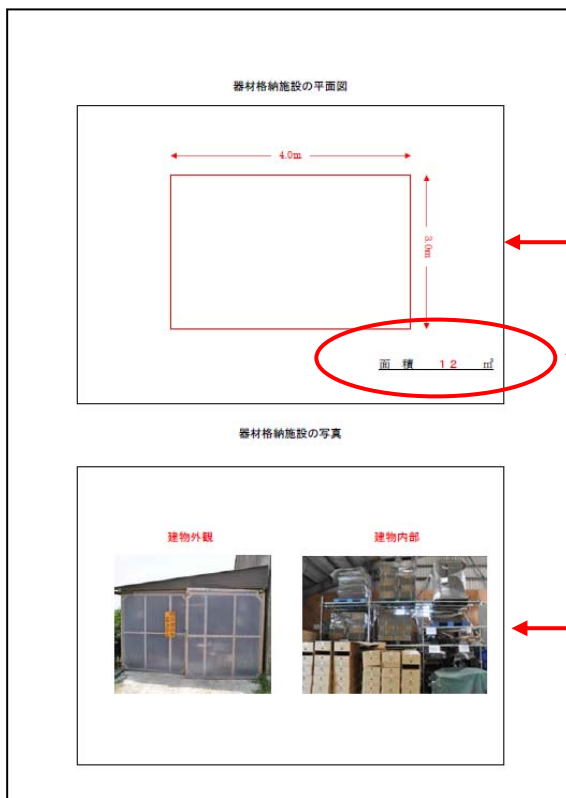 器材格納施設の平面図
4.0m
3.0m
面 積 12 ㎡
器材格納施設の写真
建物外観
建物内部